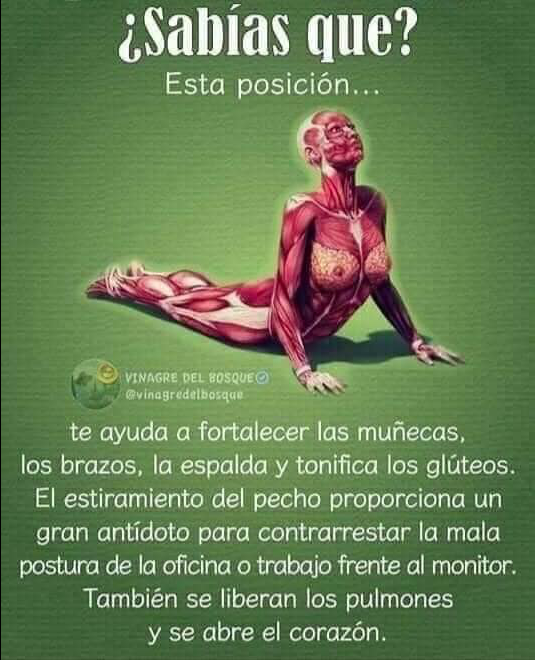 ¿Sabías que?
Esta posición...
VINAGRE DEL BOSQUE
@vinagredelbosque
te ayuda a fortalecer las muñecas,
los brazos, la espalda y tonifica los glúteos.
El estiramiento del pecho proporciona un
gran antídoto para contrarrestar la mala
postura de la oficina o trabajo frente al monitor.
También se liberan los pulmones
y se abre el corazón.